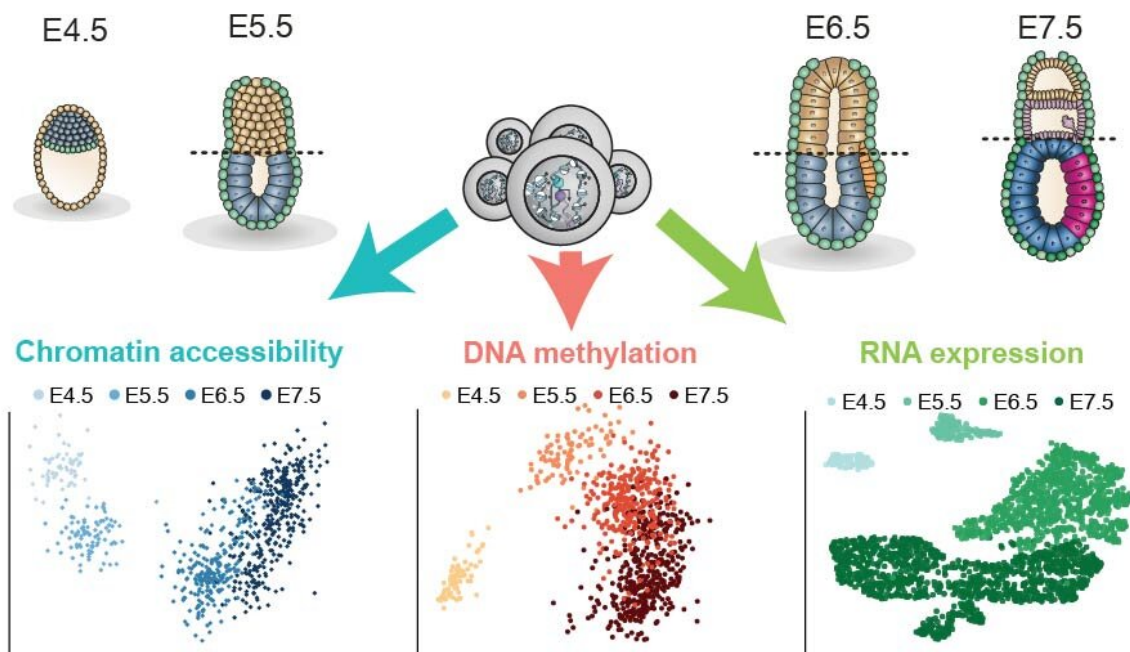 E4.5
E5.5
E6.5
E7.5
Chromatin accessibility
E4.5 E5.5 E6.5 E7.5
DNA methylation
E4.5 E5.5 E6.5 E7.5
RNA expression
E4.5 E5.5 E6.5 E7.5